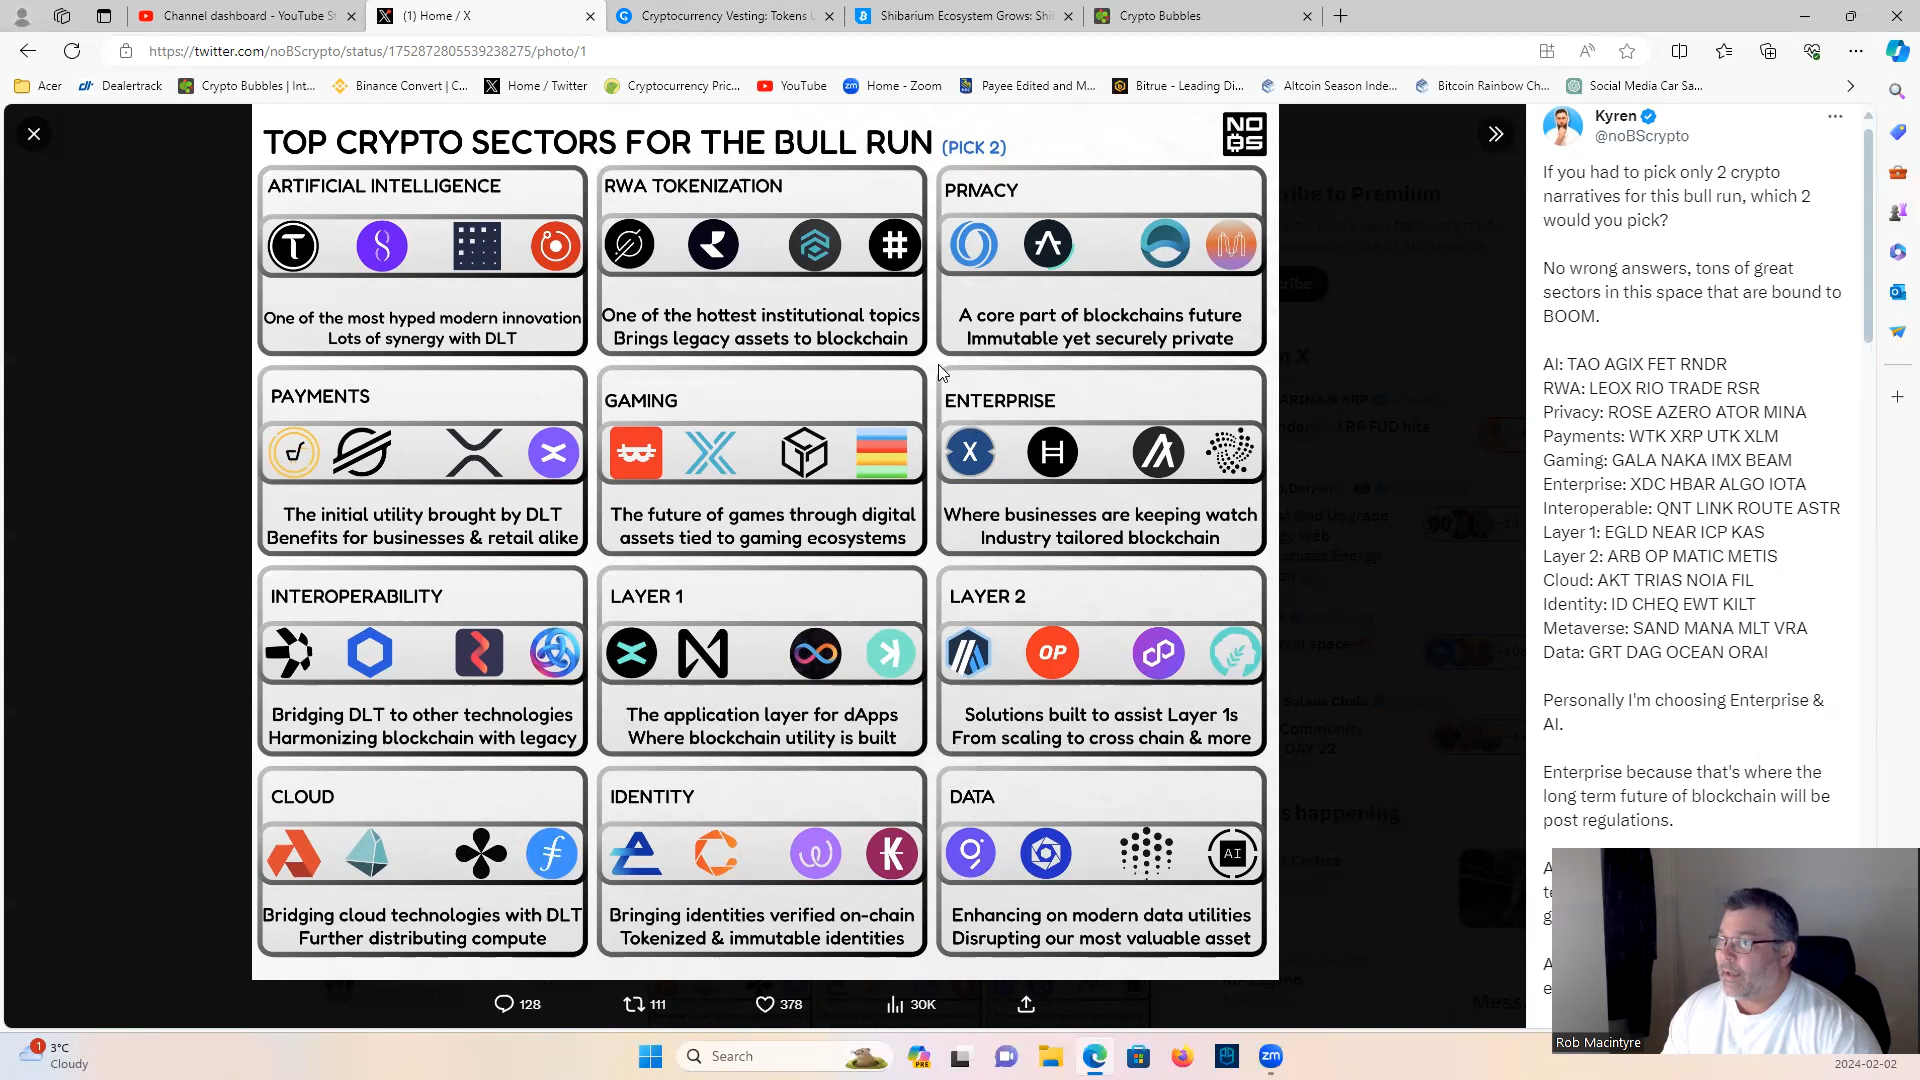 Channel dashboard - YouTube St
(1) Home / X
Cryptocurrency Vesting: Tokens U
Shibarium Ecosystem Grows: Shi
Crypto Bubbles
https://twitter.com/noBScrypto/status/1752872805539238275/photo/1
Acer
Dealertrack
Crypto Bubbles | Int...
Binance Convert | C...
Home / Twitter
Cryptocurrency Pric...
YouTube
Home - Zoom
Payee Edited and M...
Bitrue - Leading Di...
Altcoin Season Inde...
Bitcoin Rainbow Ch...
Social Media Car Sa...
TOP CRYPTO SECTORS FOR THE BULL RUN (PICK 2)
ARTIFICIAL INTELLIGENCE
One of the most hyped modern innovation
Lots of synergy with DLT
RWA TOKENIZATION
One of the hottest institutional topics
Brings legacy assets to blockchain
PRIVACY
A core part of blockchains future
Immutable yet securely private
PAYMENTS
The initial utility brought by DLT
Benefits for businesses & retail alike
GAMING
The future of games through digital
assets tied to gaming ecosystems
ENTERPRISE
Where businesses are keeping watch
Industry tailored blockchain
INTEROPERABILITY
Bridging DLT to other technologies
Harmonizing blockchain with legacy
LAYER 1
The application layer for dApps
Where blockchain utility is built
LAYER 2
OP
Solutions built to assist Layer 1s
From scaling to cross chain & more
CLOUD
Bridging cloud technologies with DLT
Further distributing compute
IDENTITY
Bringing identities verified on-chain
Tokenized & immutable identities
DATA
AI
Enhancing on modern data utilities
Disrupting our most valuable asset
128
111
378
30K
Kyren
@noBScrypto
If you had to pick only 2 crypto
narratives for this bull run, which 2
would you pick?
No wrong answers, tons of great
sectors in this space that are bound to
BOOM.
AI: TAO AGIX FET RNDR
RWA: LEOX RIO TRADE RSR
Privacy: ROSE AZERO ATOR MINA
Payments: WTK XRP UTK XLM
Gaming: GALA NAKA IMX BEAM
Enterprise: XDC HBAR ALGO IOTA
Interoperable: QNT LINK ROUTE ASTR
Layer 1: EGLD NEAR ICP KAS
Layer 2: ARB OP MATIC METIS
Cloud: AKT TRIAS NOIA FIL
Identity: ID CHEQ EWT KILT
Metaverse: SAND MANA MLT VRA
Data: GRT DAG OCEAN ORAI
Personally I'm choosing Enterprise &
AI.
Enterprise because that's where the
long term future of blockchain will be
post regulations.
Rob Macintyre
1
3°C
Cloudy
Search
PRE
zm
2024-02-02